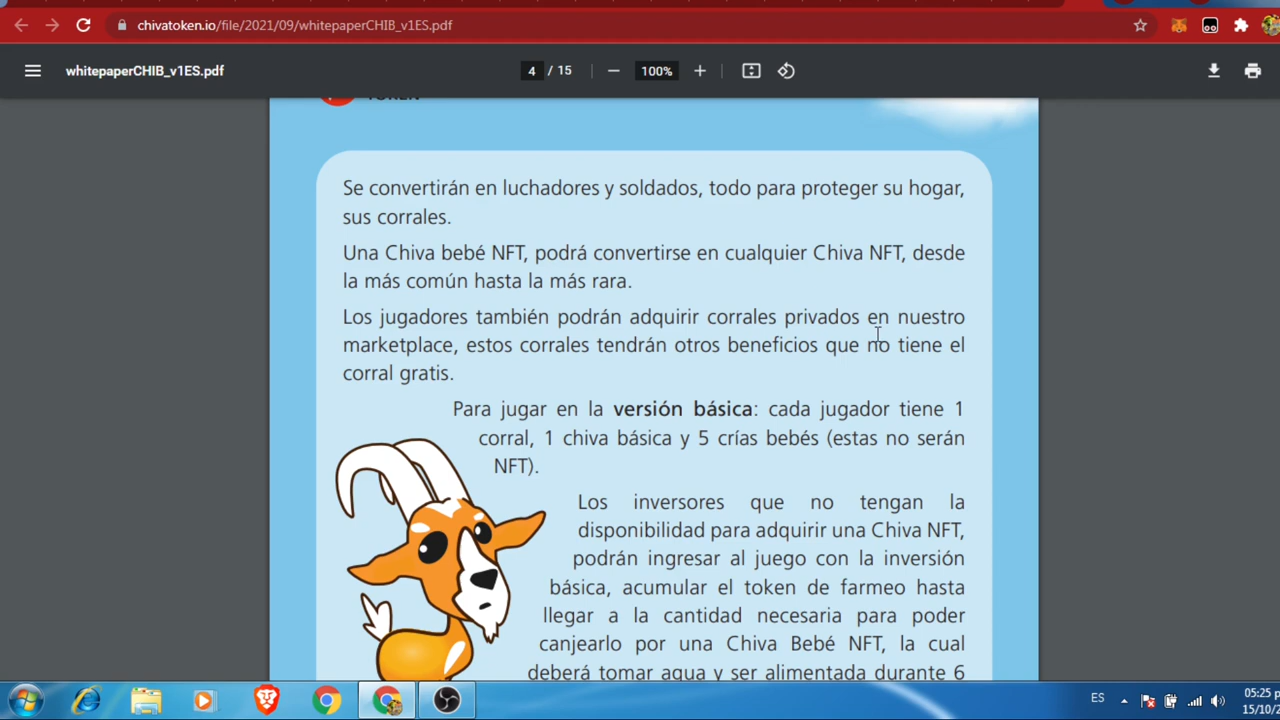 chivatoken.io/file/2021/09/whitepaperCHIB_v1ES.pdf
whitepaperCHIB_v1ES.pdf
4 / 15
100%
TOKEN
Se convertirán en luchadores y soldados, todo para proteger su hogar,
sus corrales.
Una Chiva bebé NFT, podrá convertirse en cualquier Chiva NFT, desde
la más común hasta la más rara.
Los jugadores también podrán adquirir corrales privados en nuestro
marketplace, estos corrales tendrán otros beneficios que no tiene el
corral gratis.
Para jugar en la versión básica: cada jugador tiene 1
corral, 1 chiva básica y 5 crías bebés (estas no serán
NFT).
Los inversores que no tengan la
disponibilidad para adquirir una Chiva NFT,
podrán ingresar al juego con la inversión
básica, acumular el token de farmeo hasta
llegar a la cantidad necesaria para poder
canjearlo por una Chiva Bebé NFT, la cual
deberá tomar agua y ser alimentada durante 6
ES
05:25 p
15/10/2